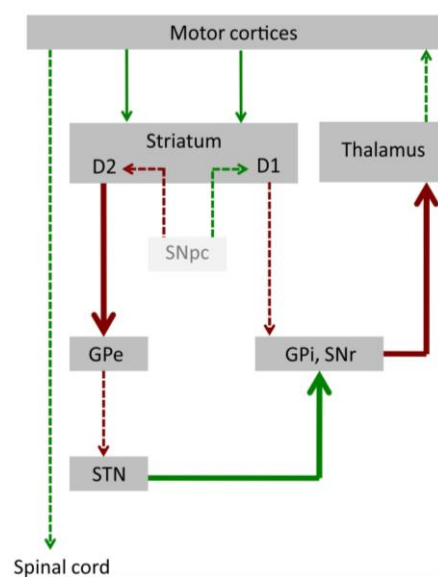 Motor cortices
Striatum
Thalamus
D2
D1
SNpc
GPe
GPi, SNr
STN
Spinal cord